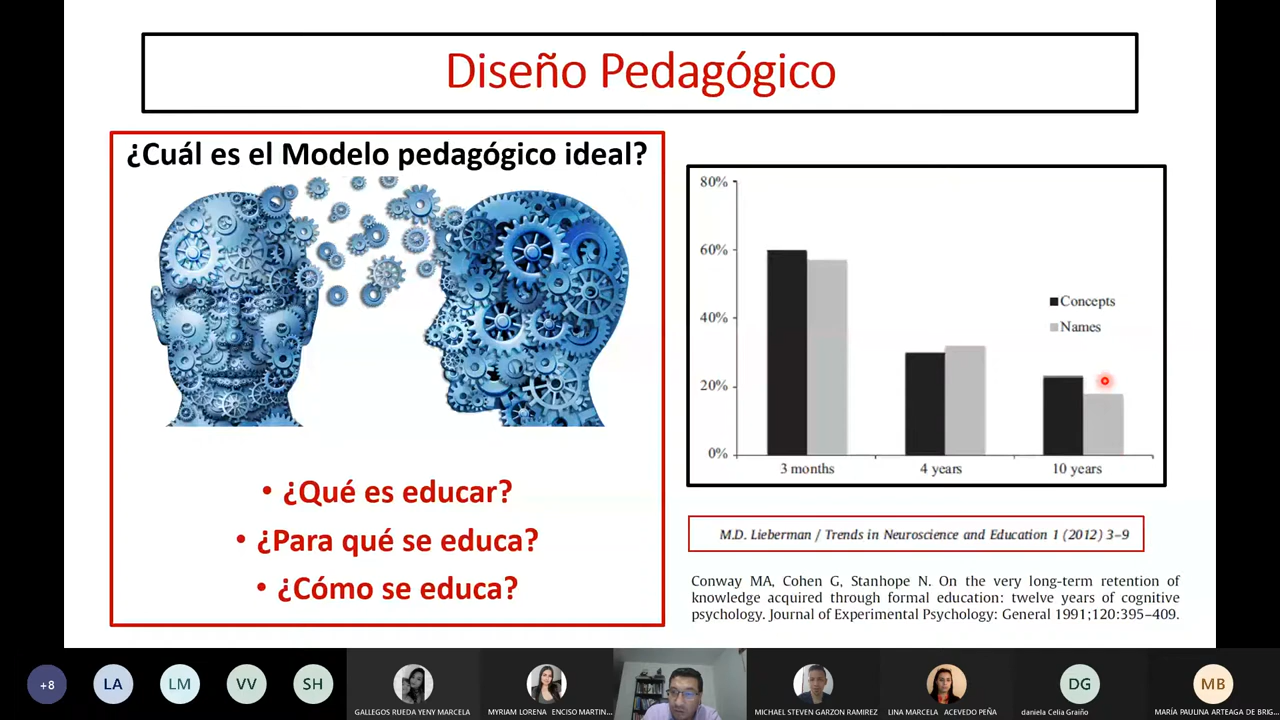 Diseño Pedagógico
¿Cuál es el Modelo pedagógico ideal?
• ¿Qué es educar?
• ¿Para qué se educa?
• ¿Cómo se educa?
80%
60%
40%
20%
0%
Concepts
Names
3 months
4 years
10 years
M.D. Lieberman / Trends in Neuroscience and Education 1 (2012) 3–9
Conway MA, Cohen G, Stanhope N. On the very long-term retention of
knowledge acquired through formal education: twelve years of cognitive
psychology. Journal of Experimental Psychology: General 1991;120:395–409.
+8
LA
LM
VV
SH
GALLEGOS RUEDA YENY MARCELA
MYRIAM LORENA ENCISO MARTIN...
MICHAEL STEVEN GARZON RAMIREZ
LINA MARCELA ACEVEDO PEÑA
DG
daniela Celia Graiño
MB
MARÍA PAULINA ARTEAGA DE BRIG...